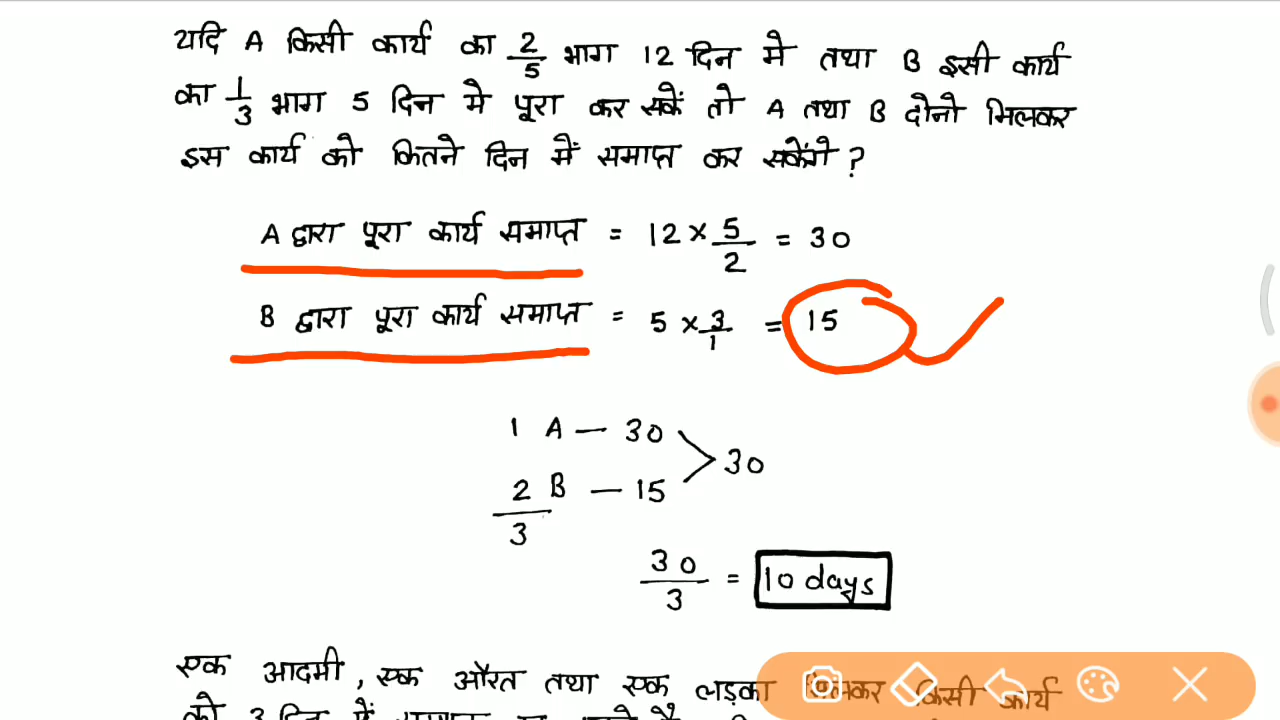 यदि A किसी कार्य का 2/5 भाग 12 दिन मे तथा B इसी कार्य
का 1/3 भाग 5 दिन मे पूरा कर सकें तो A तथा B दोनो मिलकर
इस कार्य को कितने दिन में समाप्त कर सकेंगे ?
A द्वारा पूरा कार्य समाप्त = 12 × 5/2 = 30
B द्वारा पूरा कार्य समाप्त = 5 × 3/1 = 15
1 A — 30
30
2 B — 15
3
30/3 = 10 days
एक आदमी, एक औरत तथा एक लड़का मिलकर किसी कार्य
को 3 दिन में